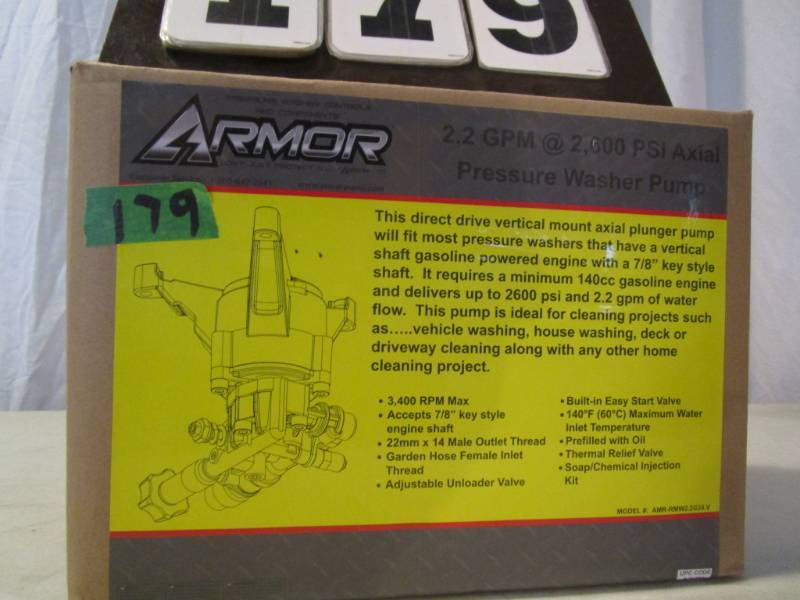 179
ARMOR
2.2 GPM @ 2,600 PSI Axial
Pressure Washer Pump
179
This direct drive vertical mount axial plunger pump
will fit most pressure washers that have a vertical
shaft gasoline powered engine with a 7/8" key style
shaft. It requires a minimum 140cc gasoline engine
and delivers up to 2600 psi and 2.2 gpm of water
flow. This pump is ideal for cleaning projects such
as.....vehicle washing, house washing, deck or
driveway cleaning along with any other home
cleaning project.
• 3,400 RPM Max
• Accepts 7/8" key style
engine shaft
• 22mm x 14 Male Outlet Thread
• Garden Hose Female Inlet
Thread
• Adjustable Unloader Valve
• Built-in Easy Start Valve
• 140°F (60°C) Maximum Water
Inlet Temperature
• Prefilled with Oil
• Thermal Relief Valve
• Soap/Chemical Injection
Kit
MODEL #: AMR-RMW2.2G24.V
UPC CODE